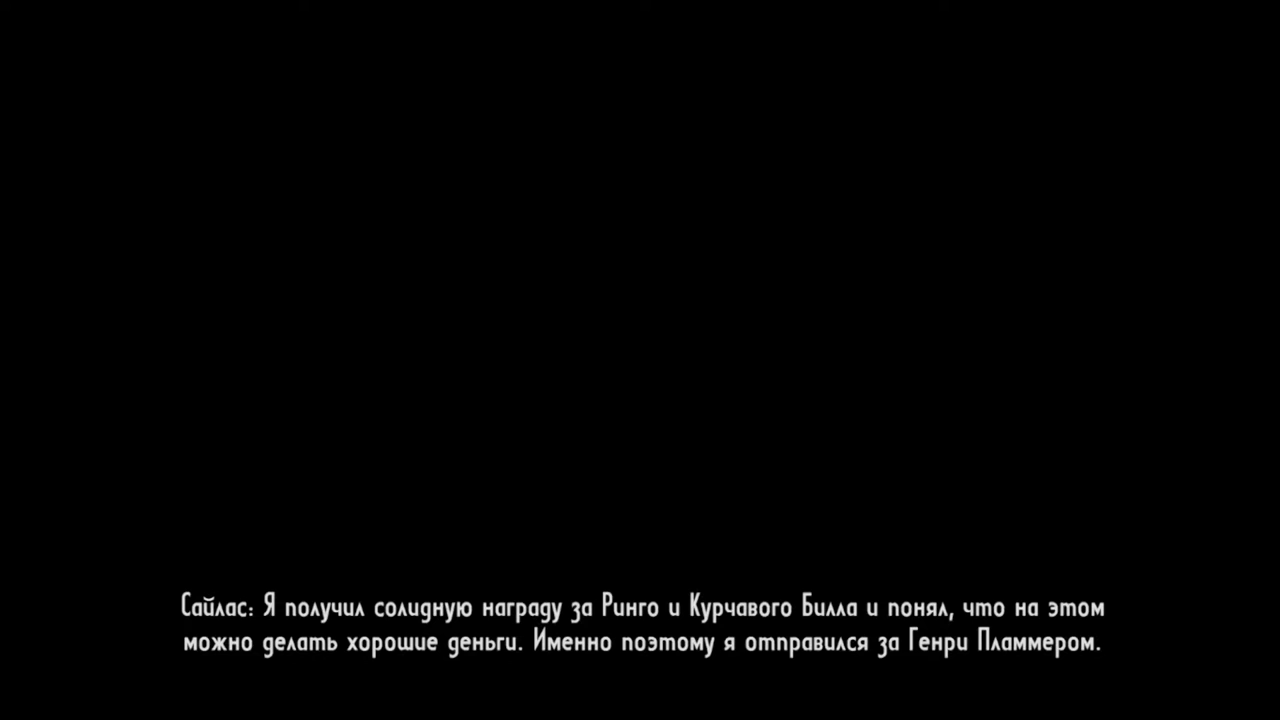 Сайлас: Я получил солидную награду за Ринго и Курчавого Билла и понял, что на этом
можно делать хорошие деньги. Именно поэтому я отправился за Генри Пламмером.